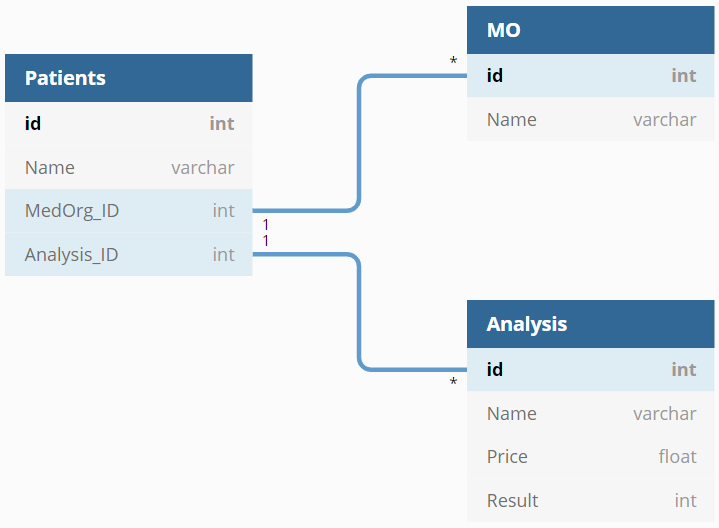 Patients
id int
Name varchar
MedOrg_ID int
Analysis_ID int
1
1
*
MO
id int
Name varchar
*
Analysis
id int
Name varchar
Price float
Result int